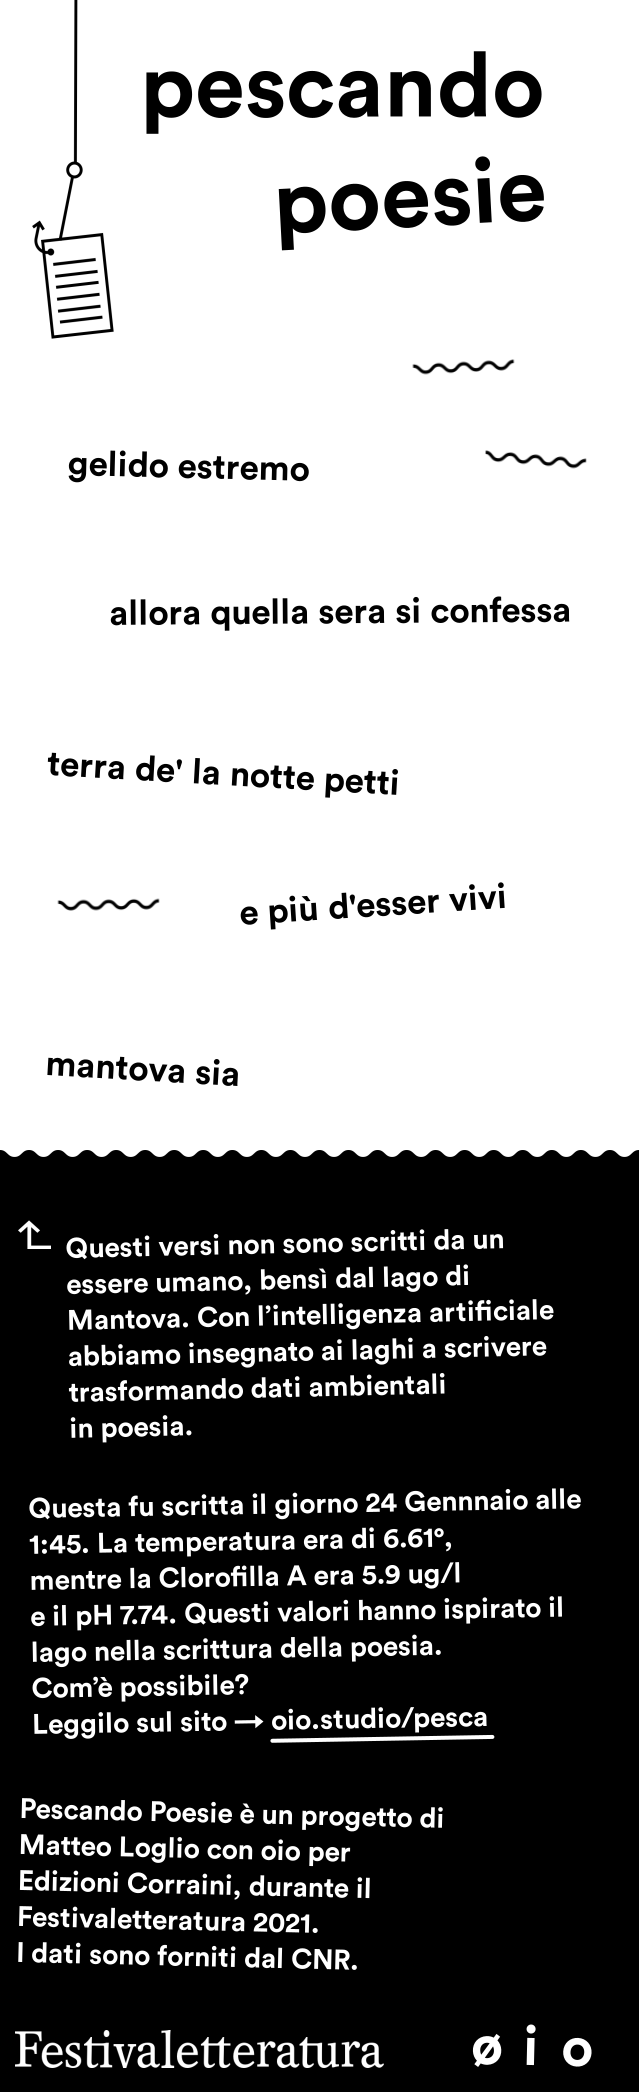 pescando
poesie
gelido estremo
allora quella sera si confessa
terra de' la notte petti
e più d'esser vivi
mantova sia
Questi versi non sono scritti da un
essere umano, bensì dal lago di
Mantova. Con l’intelligenza artificiale
abbiamo insegnato ai laghi a scrivere
trasformando dati ambientali
in poesia.
Questa fu scritta il giorno 24 Gennnaio alle
1:45. La temperatura era di 6.61°,
mentre la Clorofilla A era 5.9 ug/l
e il pH 7.74. Questi valori hanno ispirato il
lago nella scrittura della poesia.
Com’è possibile?
Leggilo sul sito → oio.studio/pesca
Pescando Poesie è un progetto di
Matteo Loglio con oio per
Edizioni Corraini, durante il
Festivaletteratura 2021.
I dati sono forniti dal CNR.
Festivaletteratura ø i o